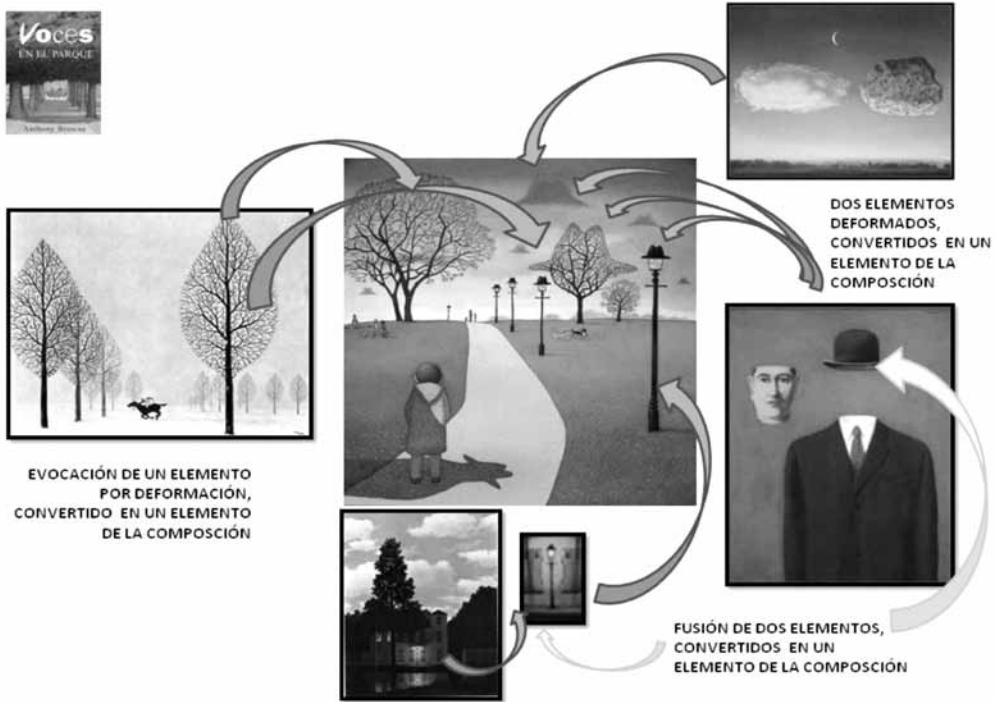 Voces
EN EL PARQUE
Anthony Browne
DOS ELEMENTOS
DEFORMADOS,
CONVERTIDOS EN UN
ELEMENTO DE LA
COMPOSCIÓN
EVOCACIÓN DE UN ELEMENTO
POR DEFORMACIÓN,
CONVERTIDO EN UN ELEMENTO
DE LA COMPOSCIÓN
FUSIÓN DE DOS ELEMENTOS,
CONVERTIDOS EN UN
ELEMENTO DE LA COMPOSCIÓN